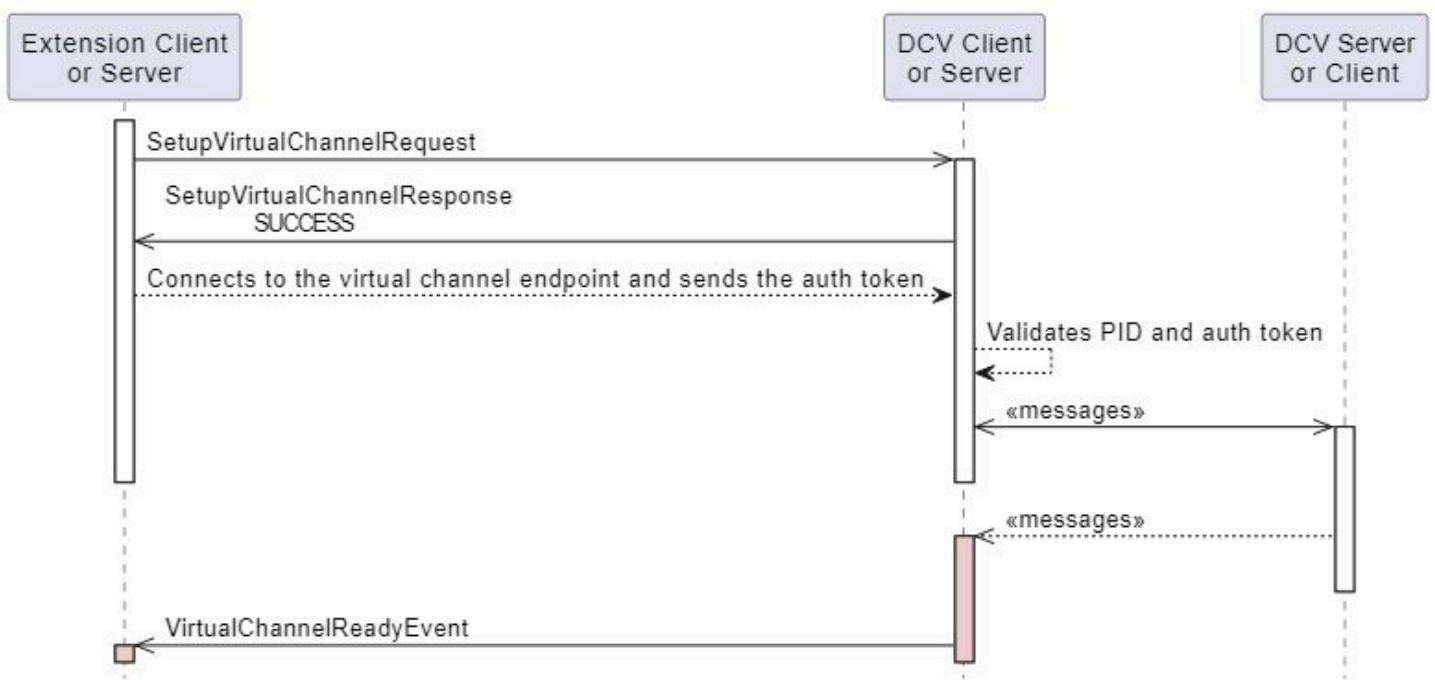 Extension Client
or Server
DCV Client
or Server
DCV Server
or Client
SetupVirtualChannelRequest
SetupVirtualChannelResponse
SUCCESS
Connects to the virtual channel endpoint and sends the auth token
Validates PID and auth token
«messages»
«messages»
VirtualChannelReadyEvent